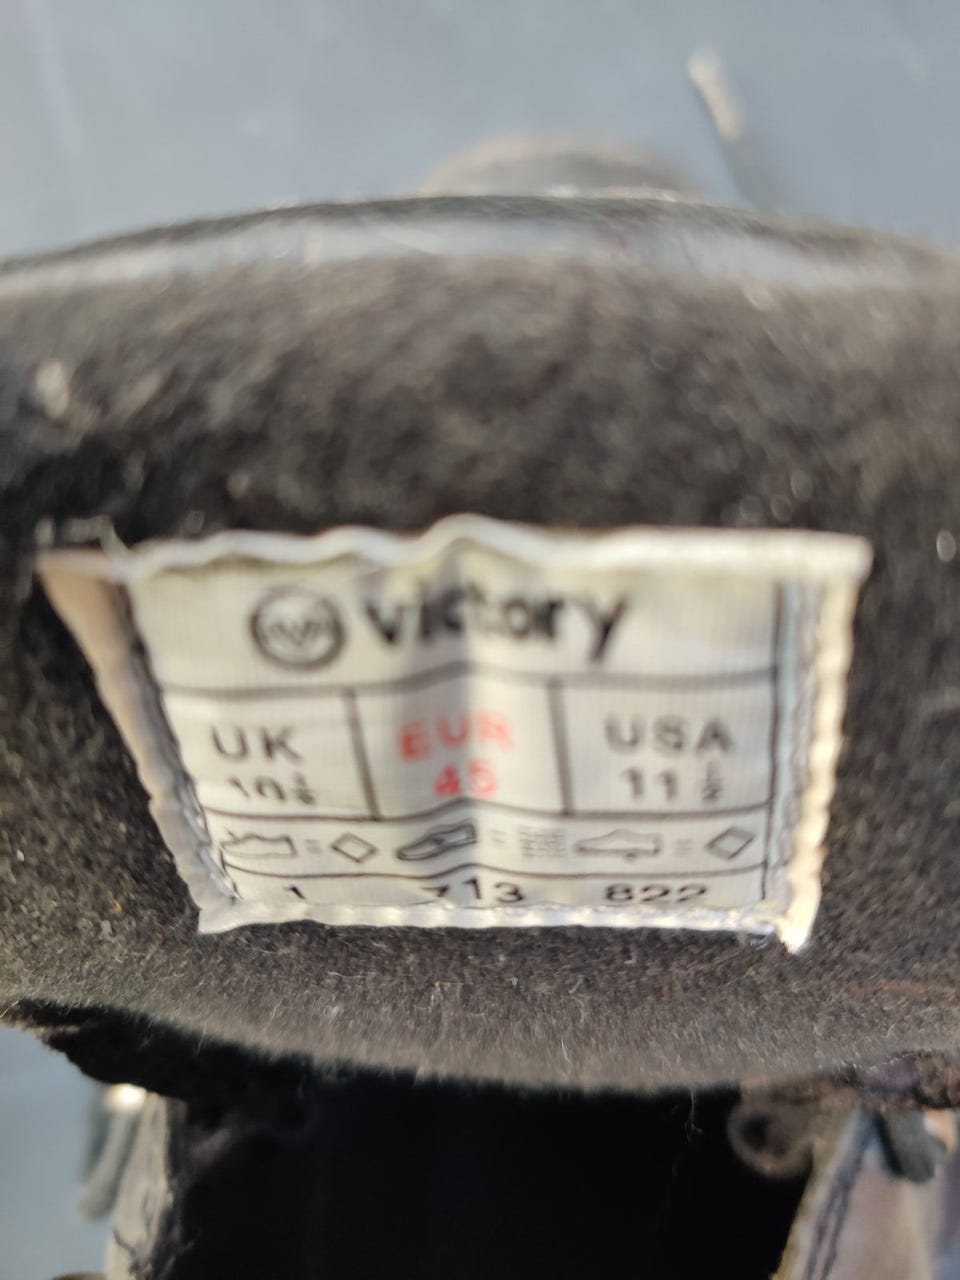 Victory
UK EUR USA
10½ 45 11½
1 713 822